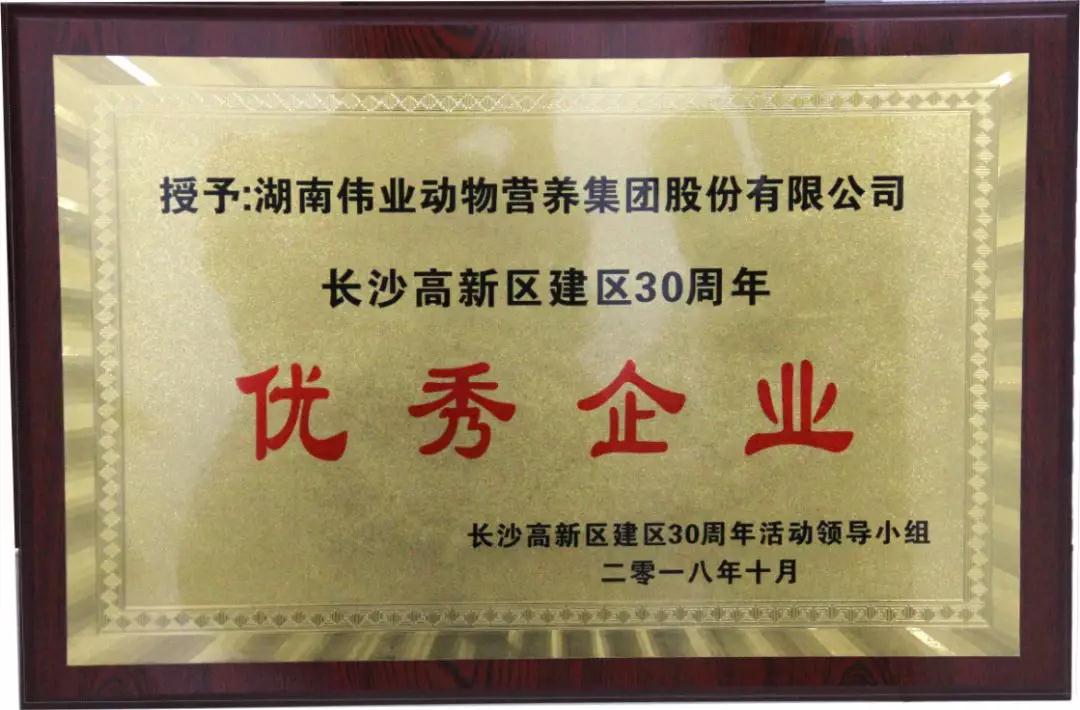 授予:湖南伟业动物营养集团股份有限公司
长沙高新区建区30周年
优秀企业
长沙高新区建区30周年活动领导小组
二零一八年十月